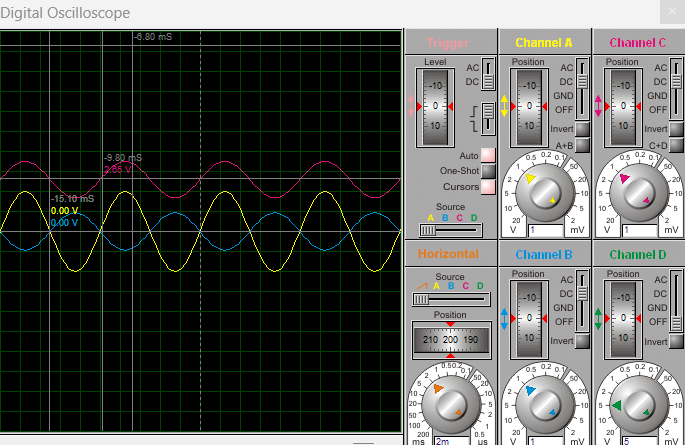 Digital Oscilloscope
-6.80 mS
-9.80 mS
2.65 V
-15.10 mS
0.00 V
0.00 V
Trigger
Level
-10
0
10
AC
DC
Auto
One-Shot
Cursors
Source
A B C D
Channel A
Position
-10
0
10
AC
DC
GND
OFF
Invert
A+B
0.5 0.2
1 0.1
2 50
5 20
10 10
20 5 2
V 1 mV
Channel C
Position
-10
0
10
AC
DC
GND
OFF
Invert
C+D
0.5 0.2
1 0.1
2 50
5 20
10 10
20 5 2
V 1 mV
Horizontal
Source
A B C D
Position
210 200 190
1 0.5 0.2
2 0.1
5 50
10 20
20 10
50 5
100 2
200 1 0.5
ms 2m us
Channel B
Position
-10
0
10
AC
DC
GND
OFF
Invert
0.5 0.2
1 0.1
2 50
5 20
10 10
20 5 2
V 1 mV
Channel D
Position
-10
0
10
AC
DC
GND
OFF
Invert
0.5 0.2
1 0.1
2 50
5 20
10 10
20 5 2
V 5 mV